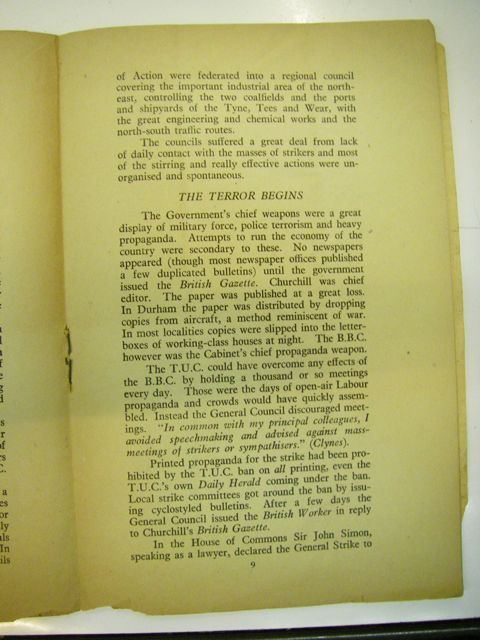 of Action were federated into a regional council
covering the important industrial area of the north-
east, controlling the two coalfields and the ports
and shipyards of the Tyne, Tees and Wear, with
the great engineering and chemical works and the
north-south traffic routes.
The councils suffered a great deal from lack
of daily contact with the masses of strikers and most
of the stirring and really effective actions were un-
organised and spontaneous.
THE TERROR BEGINS
The Government's chief weapons were a great
display of military force, police terrorism and heavy
propaganda. Attempts to run the economy of the
country were secondary to these. No newspapers
appeared (though most newspaper offices published
a few duplicated bulletins) until the government
issued the British Gazette. Churchill was chief
editor. The paper was published at a great loss.
In Durham the paper was distributed by dropping
copies from aircraft, a method reminiscent of war.
In most localities copies were slipped into the letter-
boxes of working-class houses at night. The B.B.C.
however was the Cabinet's chief propaganda weapon.
The T.U.C. could have overcome any effects of
the B.B.C. by holding a thousand or so meetings
every day. Those were the days of open-air Labour
propaganda and crowds would have quickly assem-
bled. Instead the General Council discouraged meet-
ings. "In common with my principal colleagues, I
avoided speechmaking and advised against mass-
meetings of strikers or sympathisers." (Clynes).
Printed propaganda for the strike had been pro-
hibited by the T.U.C. ban on all printing, even the
T.U.C.'s own Daily Herald coming under the ban.
Local strike committees got around the ban by issu-
ing cyclostyled bulletins. After a few days the
General Council issued the British Worker in reply
to Churchill's British Gazette.
In the House of Commons Sir John Simon,
speaking as a lawyer, declared the General Strike to
9